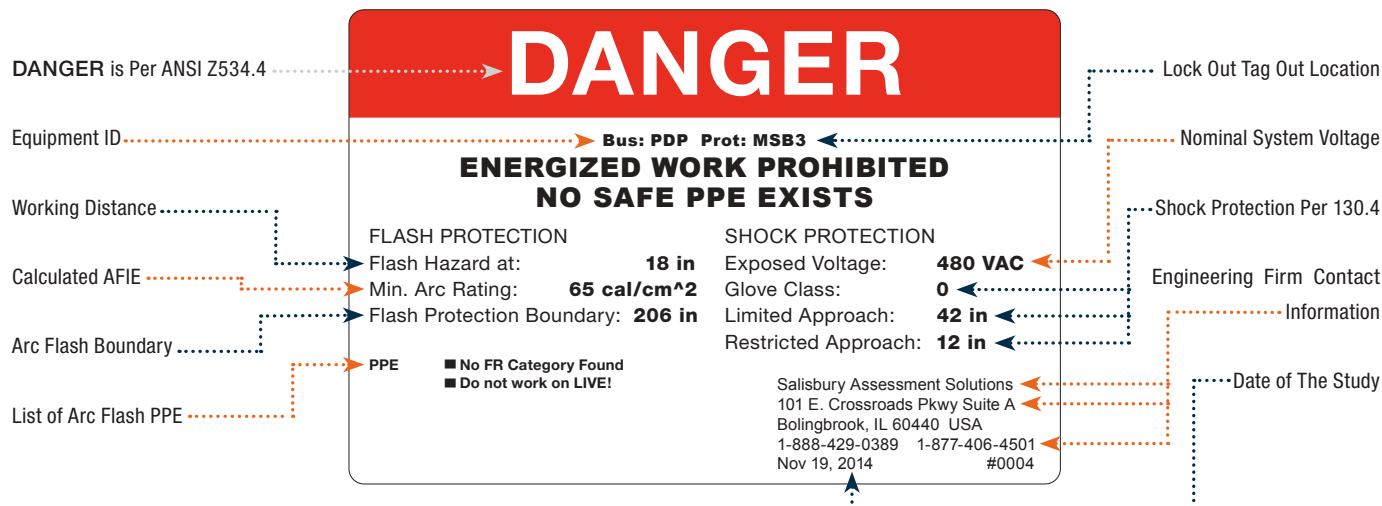 DANGER
DANGER is Per ANSI Z534.4
Lock Out Tag Out Location
Equipment ID
Bus: PDP Prot: MSB3
Nominal System Voltage
ENERGIZED WORK PROHIBITED
NO SAFE PPE EXISTS
Working Distance
Shock Protection Per 130.4
FLASH PROTECTION
SHOCK PROTECTION
Flash Hazard at: 18 in
Exposed Voltage: 480 VAC
Calculated AFIE
Engineering Firm Contact
Information
Min. Arc Rating: 65 cal/cm^2
Glove Class: 0
Flash Protection Boundary: 206 in
Limited Approach: 42 in
Arc Flash Boundary
Restricted Approach: 12 in
PPE ■ No FR Category Found
■ Do not work on LIVE!
List of Arc Flash PPE
Salisbury Assessment Solutions
101 E. Crossroads Pkwy Suite A
Bolingbrook, IL 60440 USA
1-888-429-0389 1-877-406-4501
Nov 19, 2014 #0004
Date of The Study